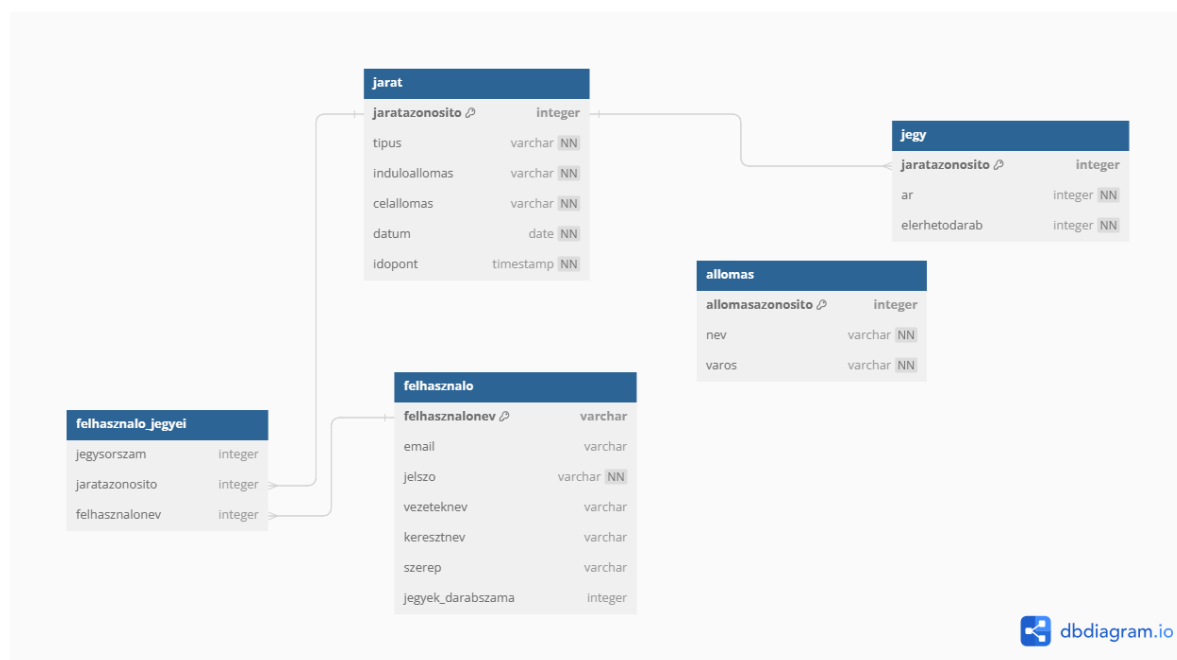 jarat
jaratazonosito integer
tipus varchar NN
induloallomas varchar NN
celallomas varchar NN
datum date NN
idopont timestamp NN
jegy
jaratazonosito integer
ar integer NN
elerhetodarab integer NN
allomas
allomasazonosito integer
nev varchar NN
varos varchar NN
felhasznalo
felhasznalonev varchar
email varchar
jelszo varchar NN
vezeteknev varchar
keresztnev varchar
szerep varchar
jegyek_darabszama integer
felhasznalo_jegyei
jegysorszam integer
jaratazonosito integer
felhasznalonev integer
dbdiagram.io